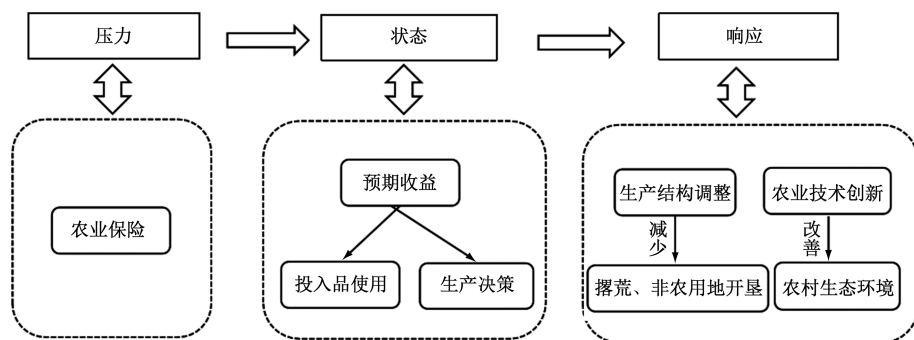 压力
状态
响应
农业保险
预期收益
投入品使用
生产决策
生产结构调整
农业技术创新
减少
改善
撂荒、非农用地开垦
农村生态环境